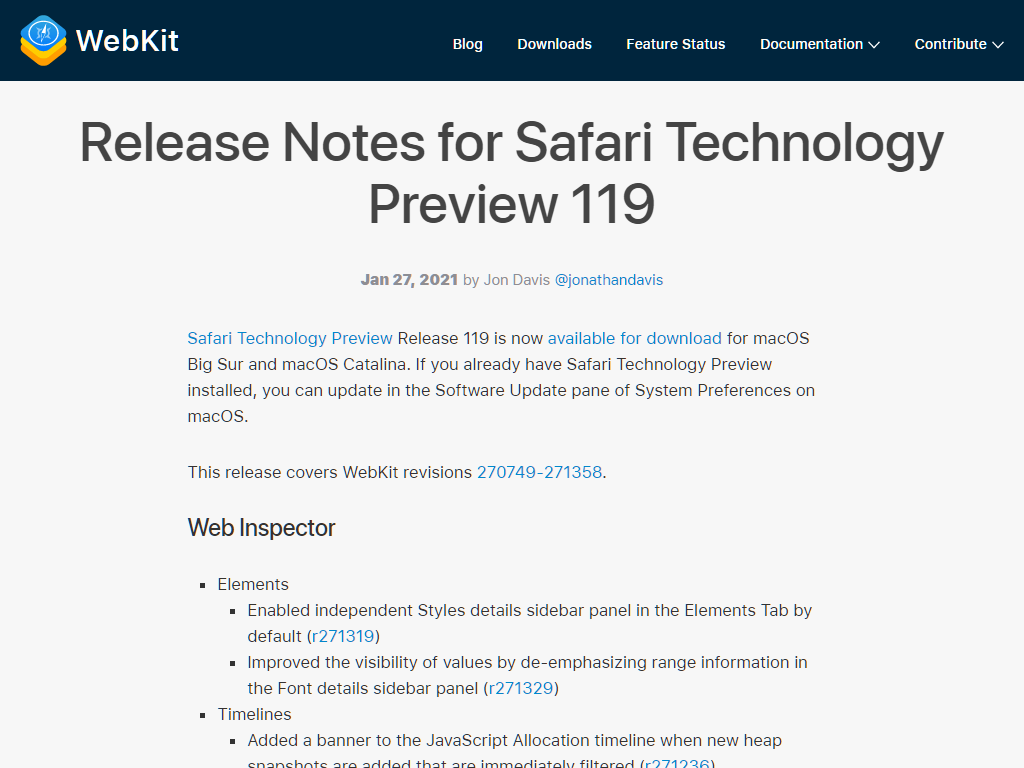 WebKit
Blog
Downloads
Feature Status
Documentation
Contribute
Release Notes for Safari Technology
Preview 119
Jan 27, 2021 by Jon Davis @jonathandavis
Safari Technology Preview Release 119 is now available for download for macOS
Big Sur and macOS Catalina. If you already have Safari Technology Preview
installed, you can update in the Software Update pane of System Preferences on
macOS.
This release covers WebKit revisions 270749-271358.
Web Inspector
Elements
Enabled independent Styles details sidebar panel in the Elements Tab by
default (r271319)
Improved the visibility of values by de-emphasizing range information in
the Font details sidebar panel (r271329)
Timelines
Added a banner to the JavaScript Allocation timeline when new heap
snapshots are added that are immediately filtered (r271236)